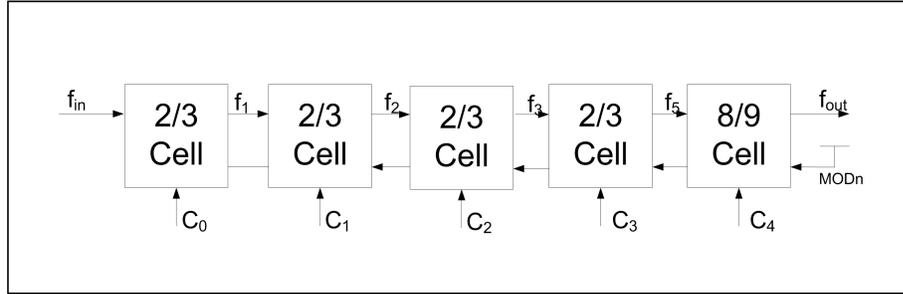 f_in
2/3 Cell
f_1
2/3 Cell
f_2
2/3 Cell
f_3
2/3 Cell
f_5
8/9 Cell
f_out
MODn
C_0
C_1
C_2
C_3
C_4